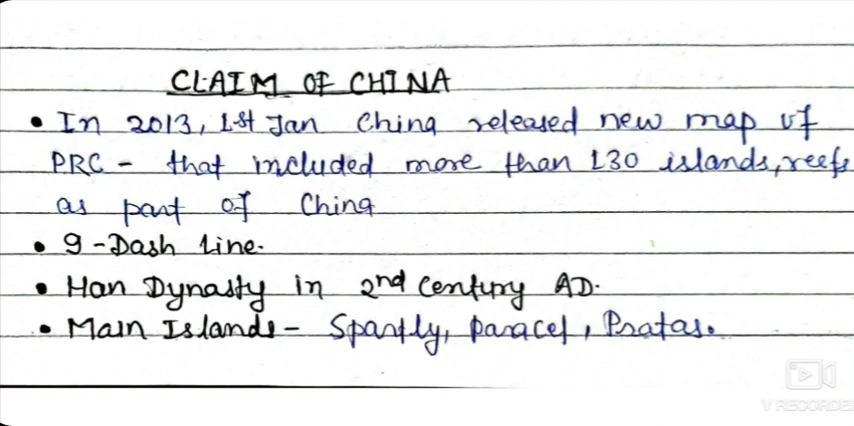 CLAIM OF CHINA
• In 2013, 1st Jan China released new map of
PRC - that included more than 130 islands, reefs
as part of China
• 9-Dash Line.
• Han Dynasty in 2nd Century AD.
• Main Islands - Spartly, Paracel, Pratas.
V RECORDER